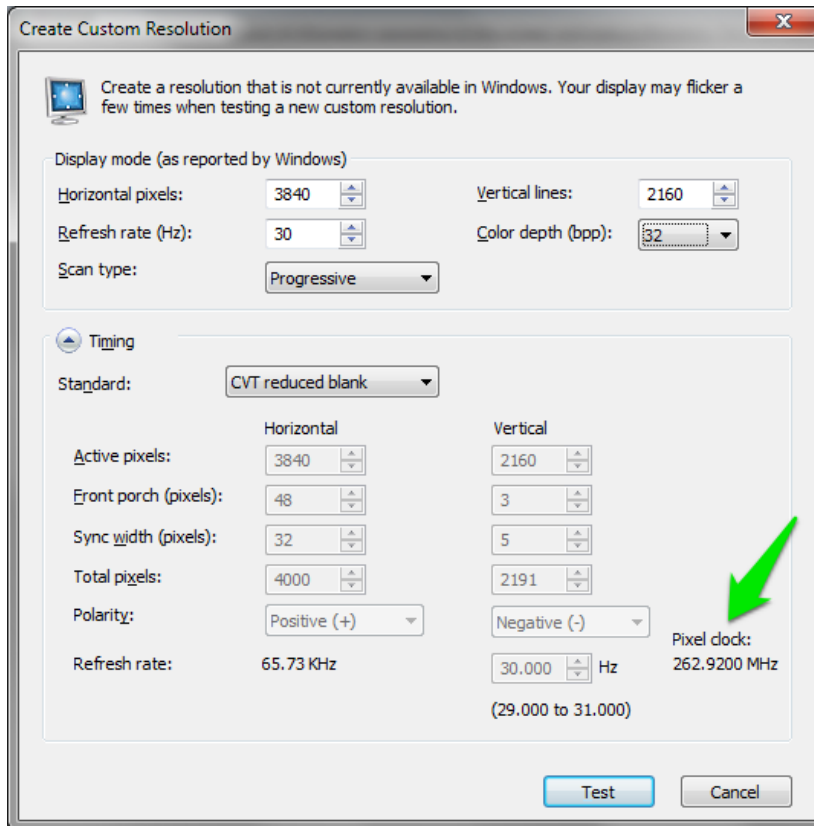 Create Custom Resolution
Create a resolution that is not currently available in Windows. Your display may flicker a
few times when testing a new custom resolution.
Display mode (as reported by Windows)
Horizontal pixels: 3840 Vertical lines: 2160
Refresh rate (Hz): 30 Color depth (bpp): 32
Scan type: Progressive
Timing
Standard: CVT reduced blank
Horizontal Vertical
Active pixels: 3840 2160
Front porch (pixels): 48 3
Sync width (pixels): 32 5
Total pixels: 4000 2191
Polarity: Positive (+) Negative (-)
Pixel clock:
Refresh rate: 65.73 KHz 30.000 Hz 262.9200 MHz
(29.000 to 31.000)
Test Cancel